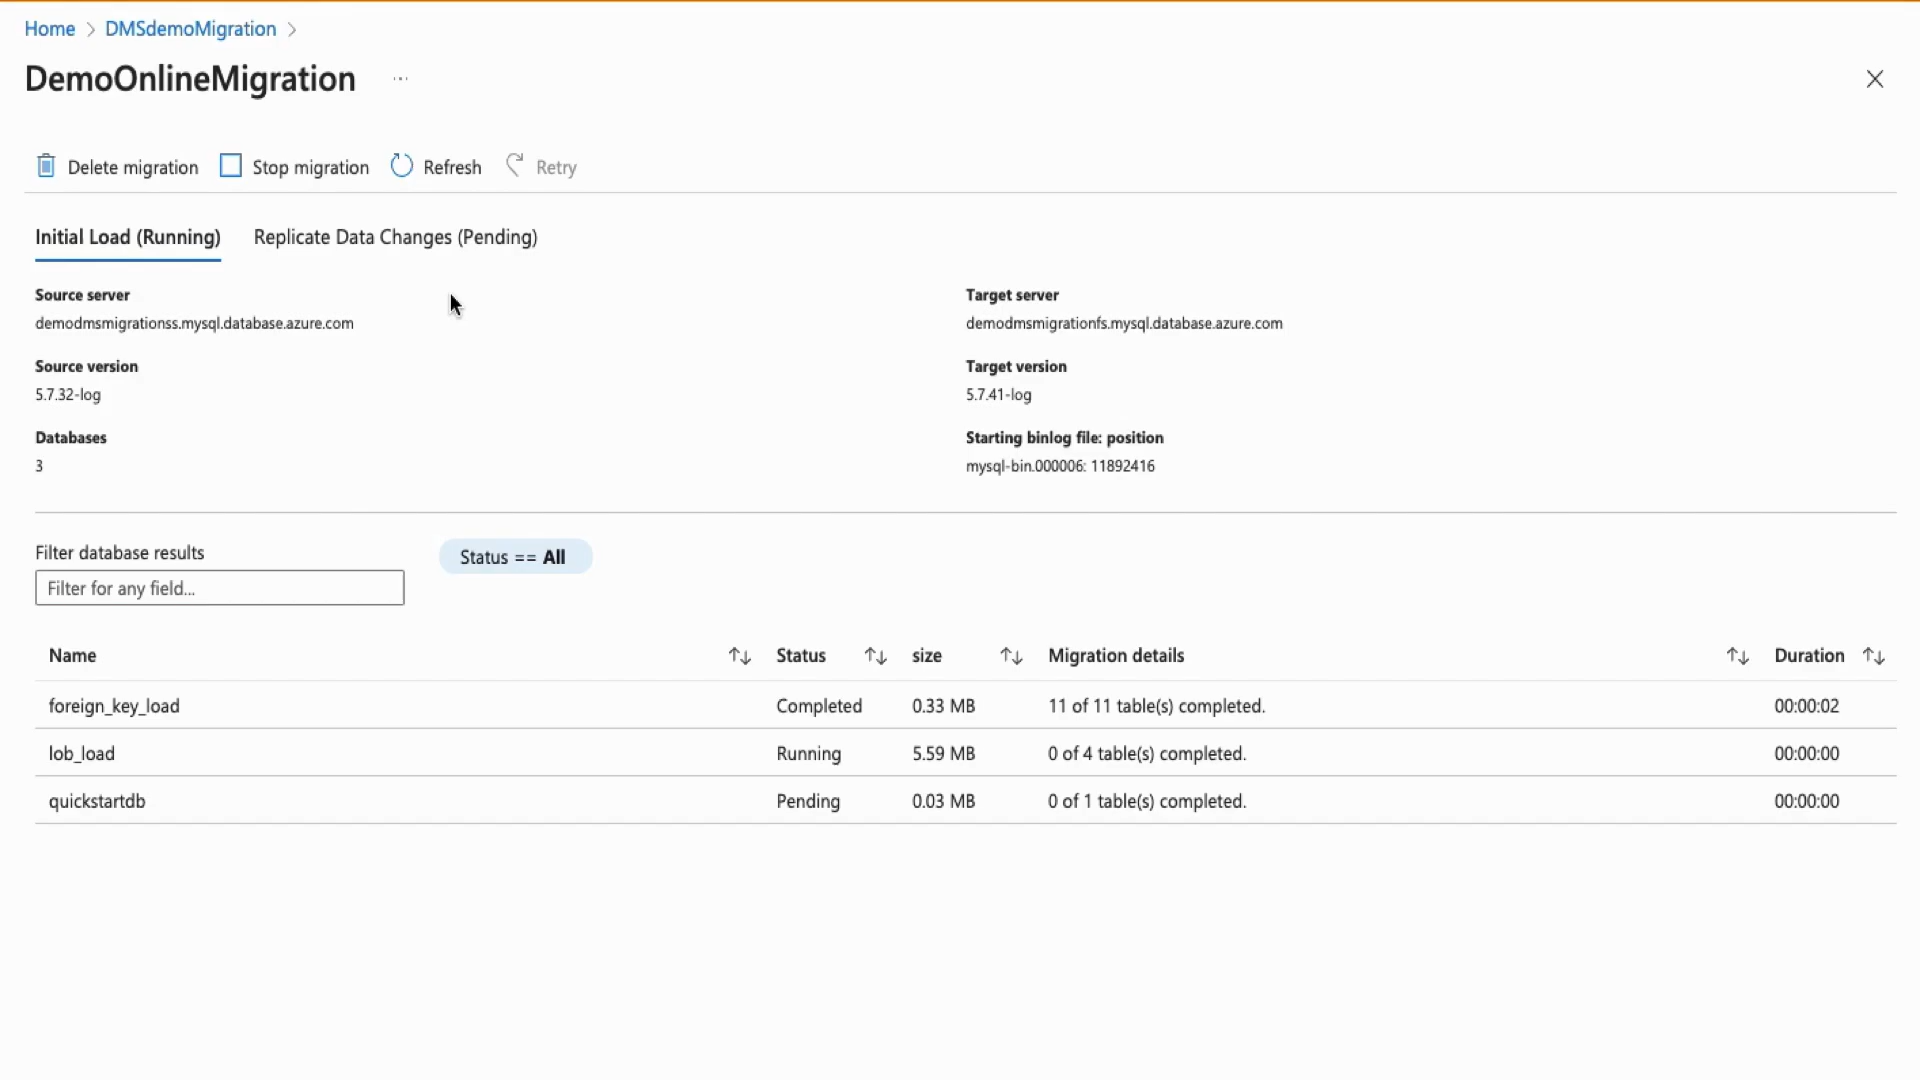 Home > DMSdemoMigration >
DemoOnlineMigration ...
Delete migration Stop migration Refresh Retry
Initial Load (Running) Replicate Data Changes (Pending)
Source server Target server
demodmsmigrationss.mysql.database.azure.com demodmsmigrationfs.mysql.database.azure.com
Source version Target version
5.7.32-log 5.7.41-log
Databases Starting binlog file: position
3 mysql-bin.000006: 11892416
Filter database results Status == All
Filter for any field...
Name Status size Migration details Duration
foreign_key_load Completed 0.33 MB 11 of 11 table(s) completed. 00:00:02
lob_load Running 5.59 MB 0 of 4 table(s) completed. 00:00:00
quickstartdb Pending 0.03 MB 0 of 1 table(s) completed. 00:00:00